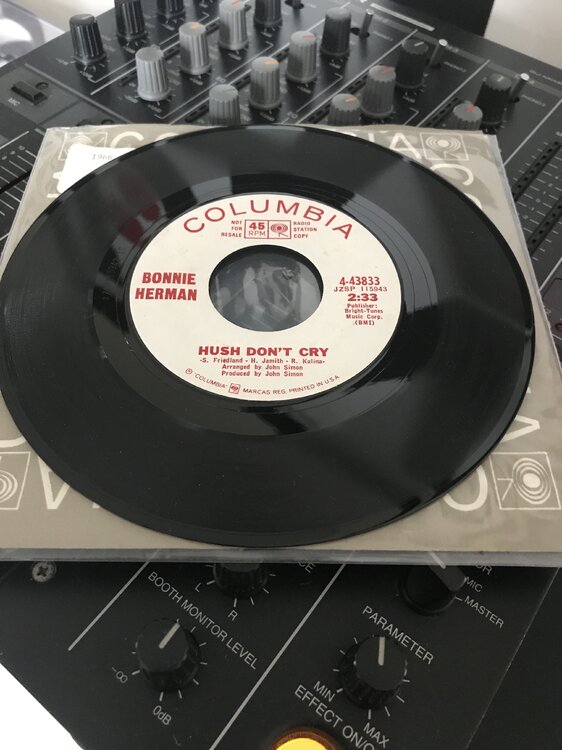 MIC
1966
COLUMBIA
NOT
FOR
RESALE
45
RPM
RADIO
STATION
COPY
BONNIE
HERMAN
4-43833
JZSP 115943
2:33
Publisher:
Bright-Tunes
Music Corp.
(BMI)
HUSH DON'T CRY
-S. Friedland - H. Jamith - R. Kalina-
Arranged by John Simon
Produced by John Simon
Ⓟ "COLUMBIA" MARCAS REG. PRINTED IN U.S.A.
L
R
BOOTH MONITOR LEVEL
-∞
0dB
MIC
MASTER
PARAMETER
MIN
MAX
EFFECT ON/